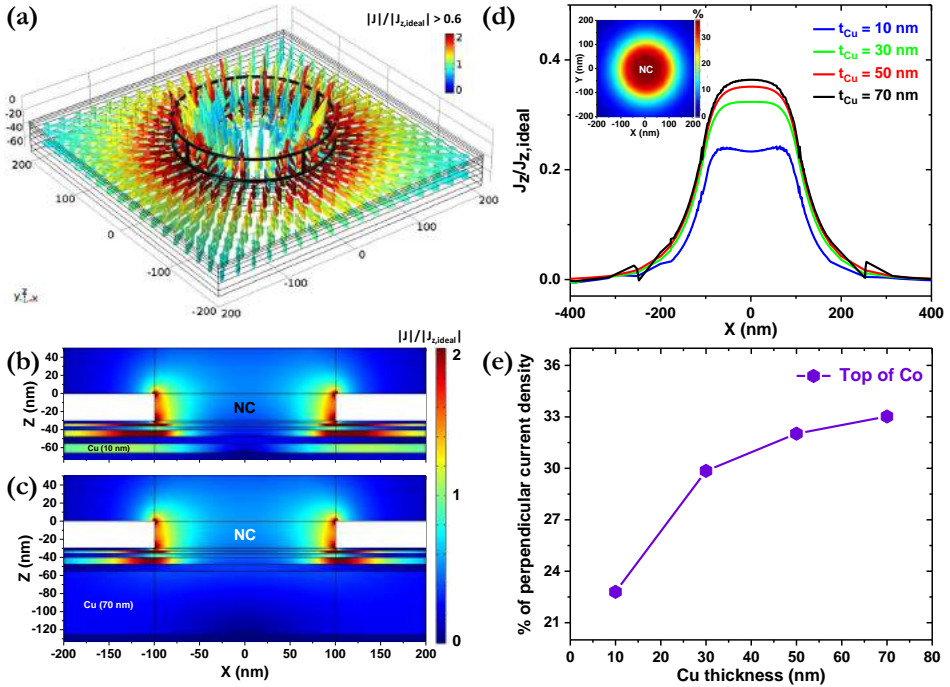 (a)
|J|/|J_z,ideal| > 0.6
2
1
0
0
-20
-40
-60
200
100
0
-100
-200
-100
0
100
200
200
y z x
(b)
|J|/|J_z,ideal|
Z (nm)
40
20
0
-20
-40
-60
NC
Cu (10 nm)
2
1
0
(c)
Z (nm)
40
20
0
-20
-40
-60
-80
-100
-120
NC
Cu (70 nm)
-200 -150 -100 -50 0 50 100 150 200
X (nm)
(d)
J_z/J_z,ideal
0.4
0.2
0.0
-400 -200 0 200 400
X (nm)
%
Y (nm)
200
100
0
-100
-200
NC
-200 -100 0 100 200
X (nm)
30
20
10
0
t_Cu = 10 nm
t_Cu = 30 nm
t_Cu = 50 nm
t_Cu = 70 nm
(e)
% of perpendicular current density
36
33
30
27
24
21
Top of Co
0 10 20 30 40 50 60 70 80
Cu thickness (nm)